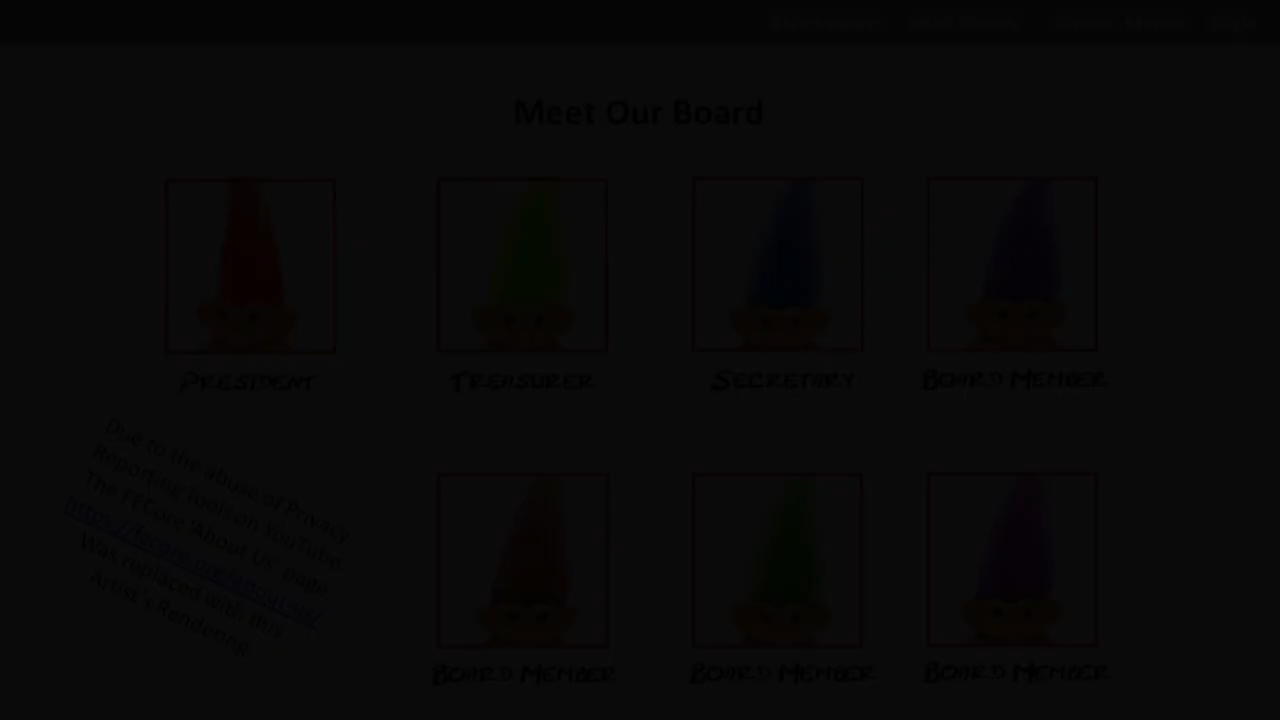 Meet Our Board
PRESIDENT
TREASURER
SECRETARY
BOARD MEMBER
Due to the abuse of Privacy
Reporting Tools on YouTube
The FECore 'About Us' page
Was replaced with this
Artist's Rendering
BOARD MEMBER
BOARD MEMBER
BOARD MEMBER